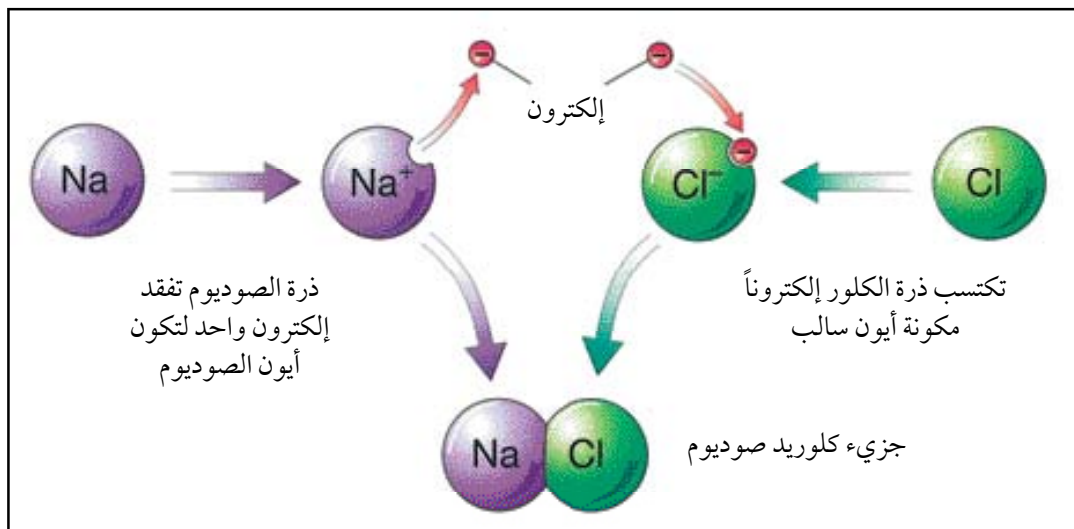 إلكترون
Na
Na⁺
Cl⁻
Cl
ذرة الصوديوم تفقد
إلكترون واحد لتكون
أيون الصوديوم
تكتسب ذرة الكلور إلكتروناً
مكونة أيون سالب
Na
Cl
جزيء كلوريد صوديوم